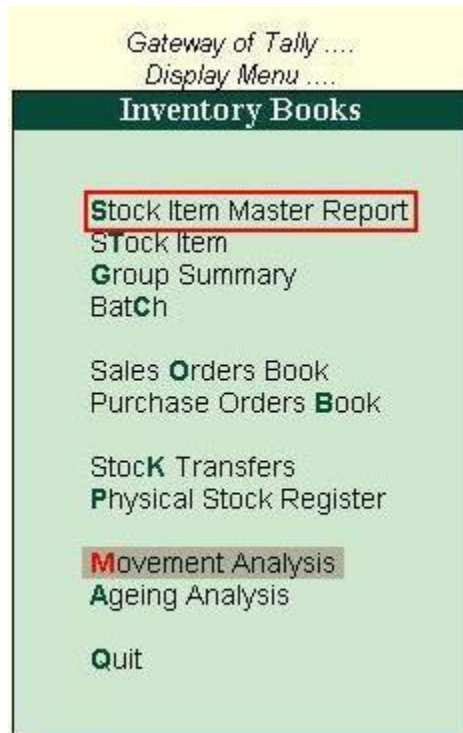 Gateway of Tally ....
Display Menu ....
Inventory Books
Stock Item Master Report
STock Item
Group Summary
BatCh
Sales Orders Book
Purchase Orders Book
StocK Transfers
Physical Stock Register
Movement Analysis
Ageing Analysis
Quit